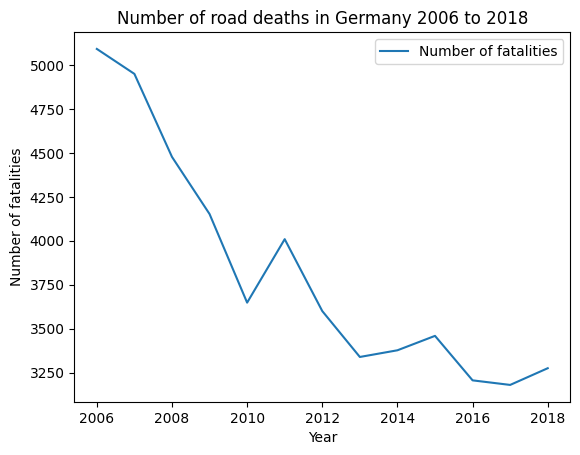 Number of road deaths in Germany 2006 to 2018
Number of fatalities
5000
4750
4500
4250
4000
3750
3500
3250
Number of fatalities
2006 2008 2010 2012 2014 2016 2018
Year